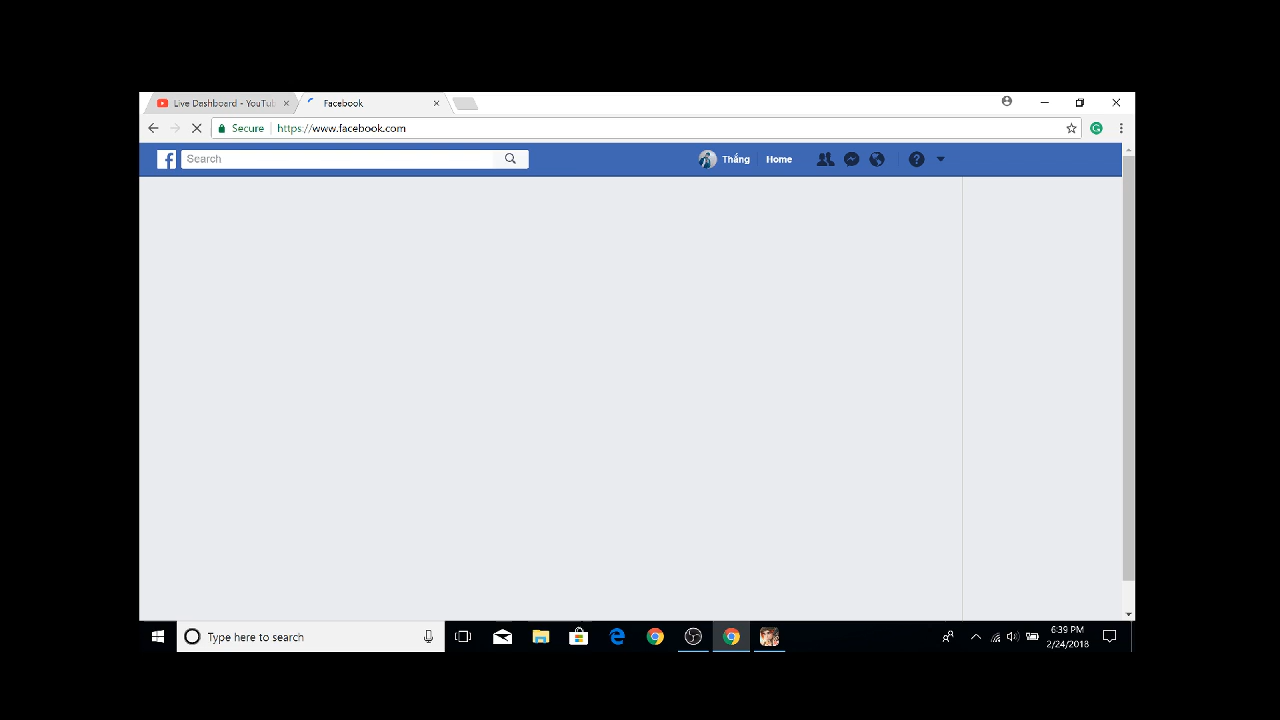 Live Dashboard - YouTu
Facebook
Secure
https://www.facebook.com
Search
Thắng
Home
Type here to search
6:39 PM
2/24/2018